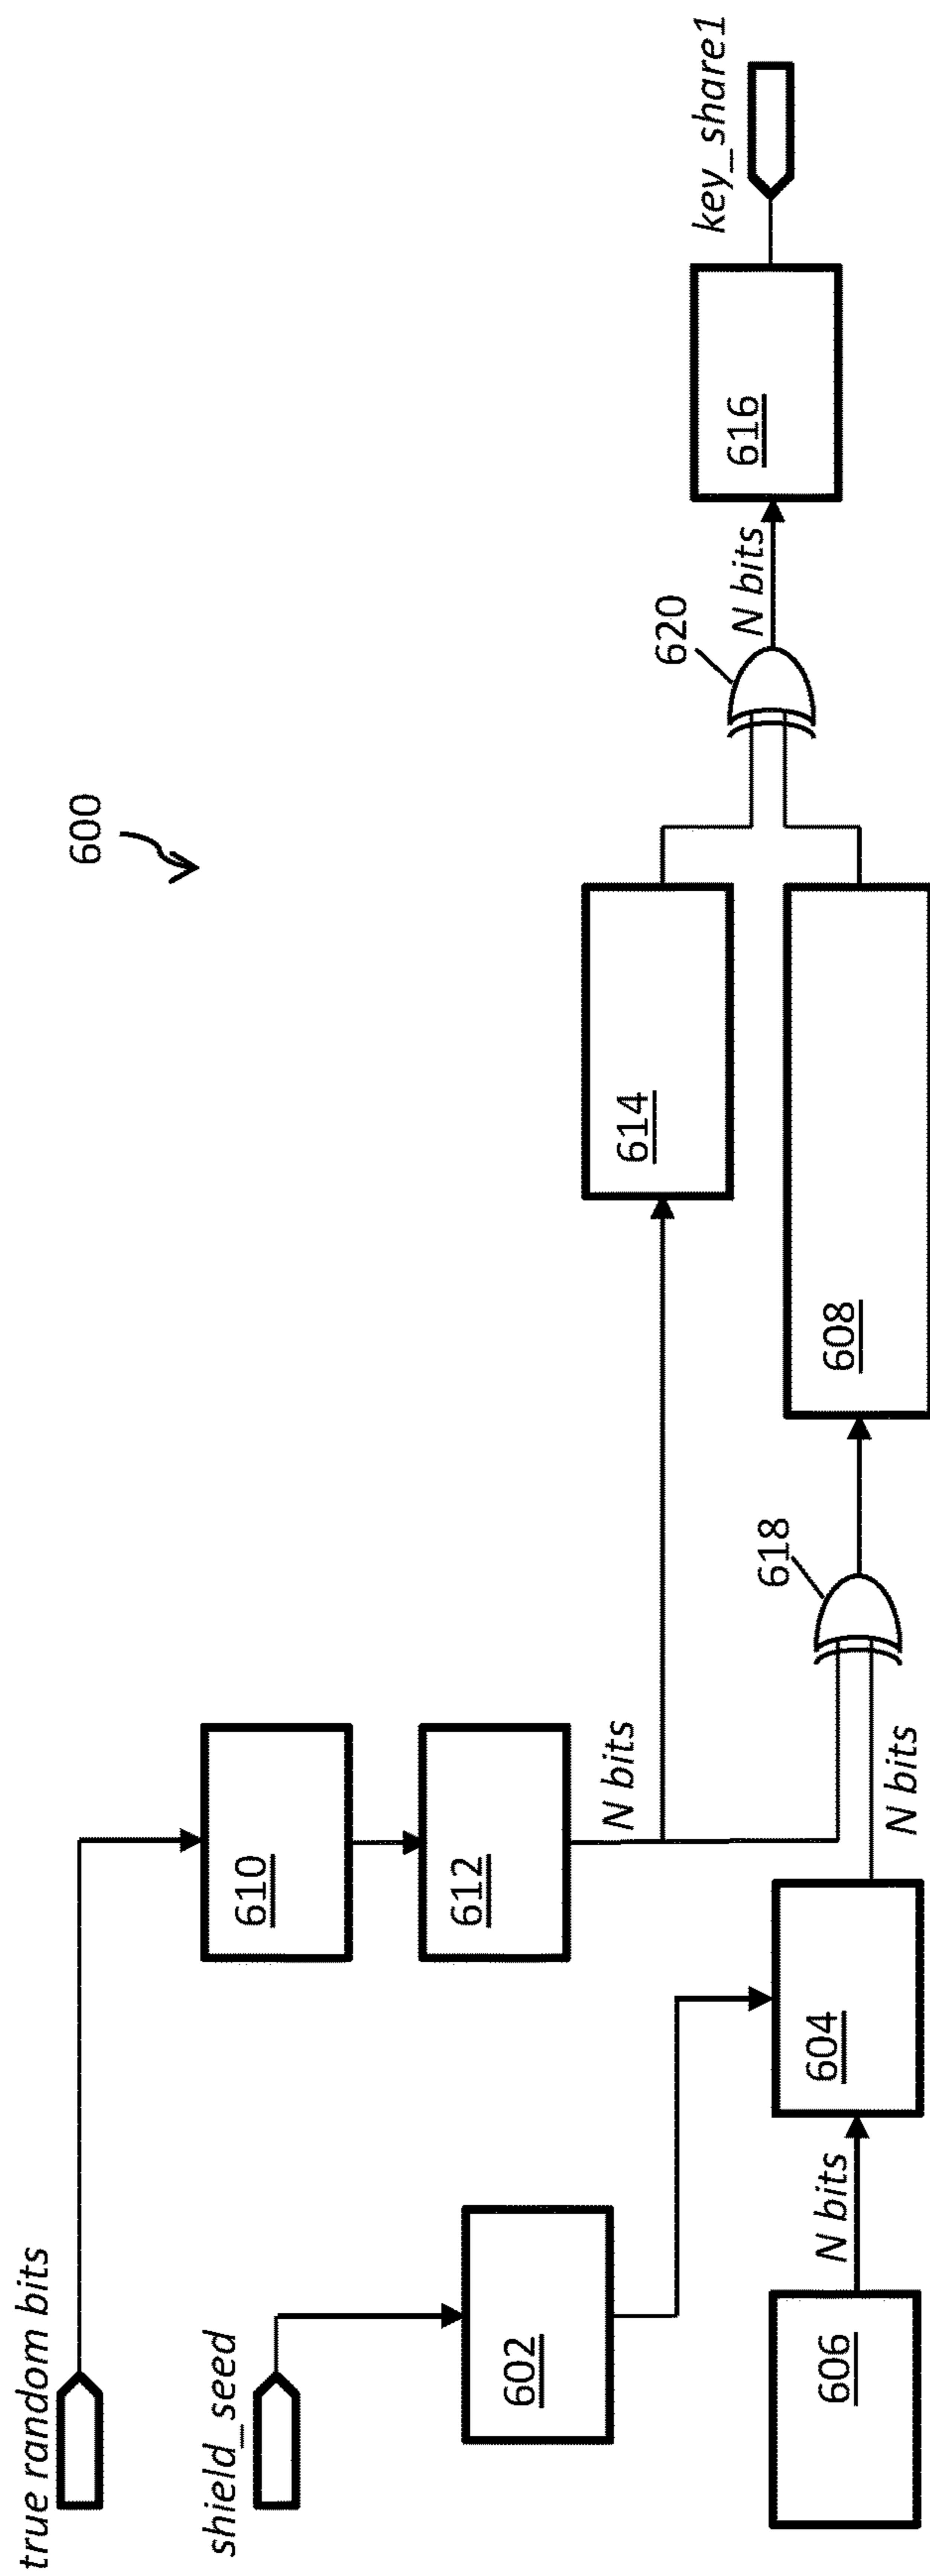 600
true random bits
shield_seed
610
612
602
N bits
614
620
N bits
key_share1
616
618
606
N bits
604
N bits
608